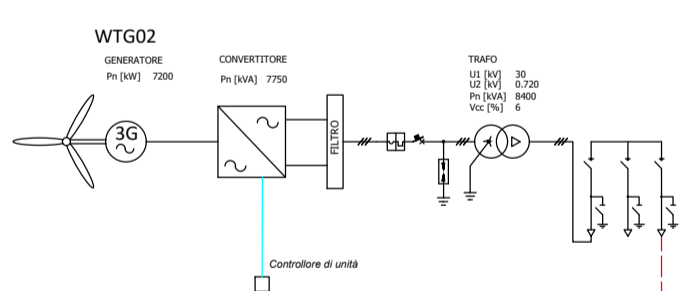 WTG02
GENERATORE
Pn [kW] 7200
CONVERTITORE
Pn [kVA] 7750
TRAFO
U1 [kV] 30
U2 [kV] 0.720
Pn [kVA] 8400
Vcc [%] 6
3G
FILTRO
Controllore di unità